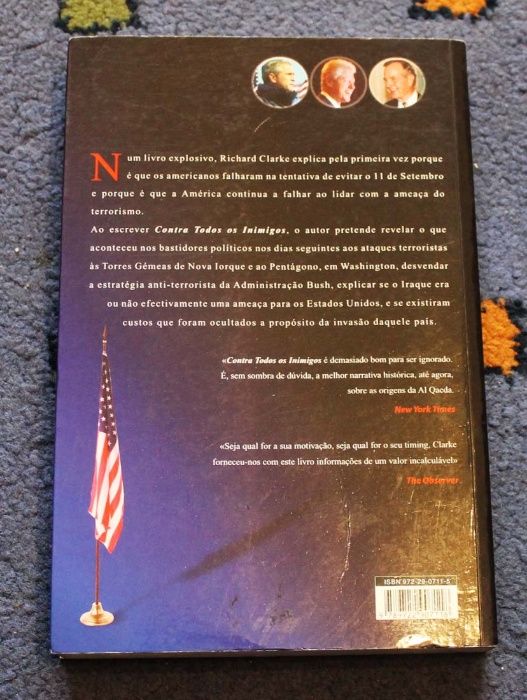 Num livro explosivo, Richard Clarke explica pela primeira vez porque
é que os americanos falharam na tentativa de evitar o 11 de Setembro
e porque é que a América continua a falhar ao lidar com a ameaça do
terrorismo.
Ao escrever Contra Todos os Inimigos, o autor pretende revelar o que
aconteceu nos bastidores políticos nos dias seguintes aos ataques terroristas
às Torres Gémeas de Nova Iorque e ao Pentágono, em Washington, desvendar
a estratégia anti-terrorista da Administração Bush, explicar se o Iraque era
ou não efectivamente uma ameaça para os Estados Unidos, e se existiram
custos que foram ocultados a propósito da invasão daquele país.
«Contra Todos os Inimigos é demasiado bom para ser ignorado.
É, sem sombra de dúvida, a melhor narrativa histórica, até agora,
sobre as origens da Al Qaeda.
New York Times
«Seja qual for a sua motivação, seja qual for o seu timing, Clarke
forneceu-nos com este livro informações de um valor incalculável»
The Observer
ISBN 972-29-0711-5